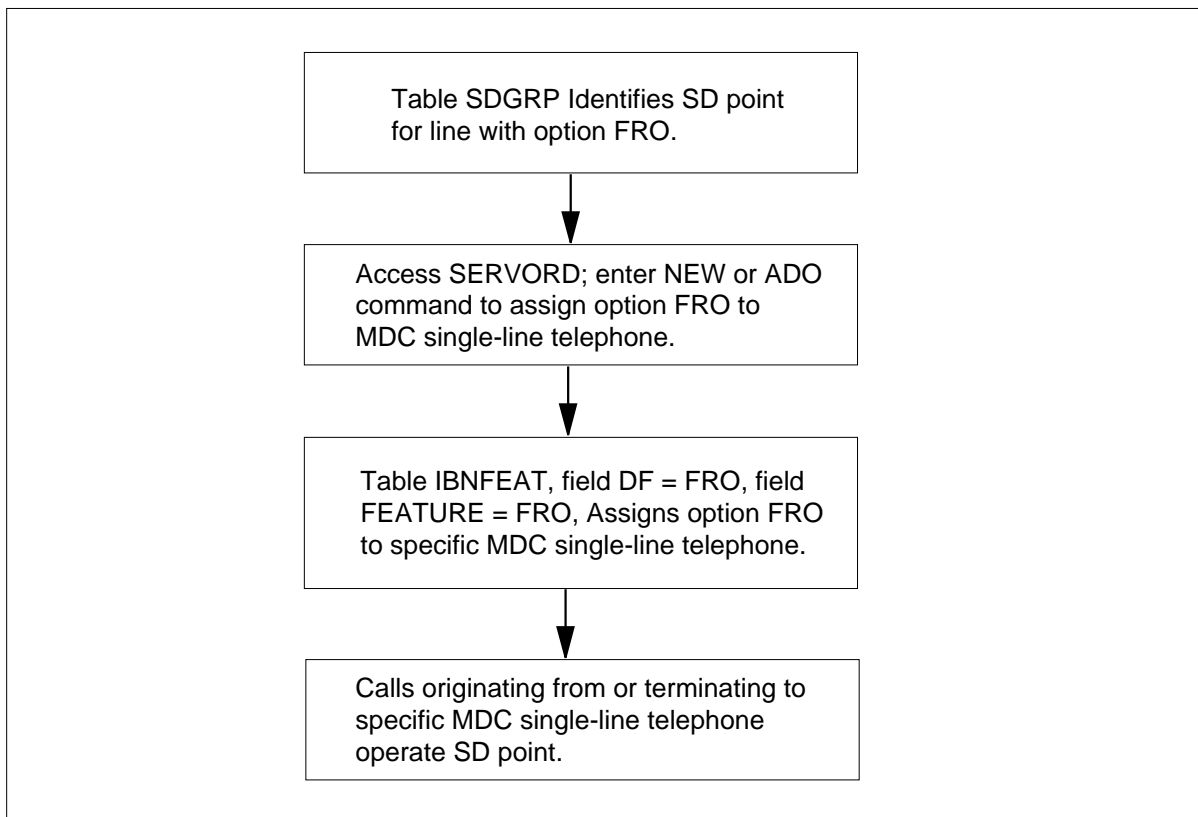 Table SDGRP Identifies SD point
for line with option FRO.
Access SERVORD; enter NEW or ADO
command to assign option FRO to
MDC single-line telephone.
Table IBNFEAT, field DF = FRO, field
FEATURE = FRO, Assigns option FRO
to specific MDC single-line telephone.
Calls originating from or terminating to
specific MDC single-line telephone
operate SD point.